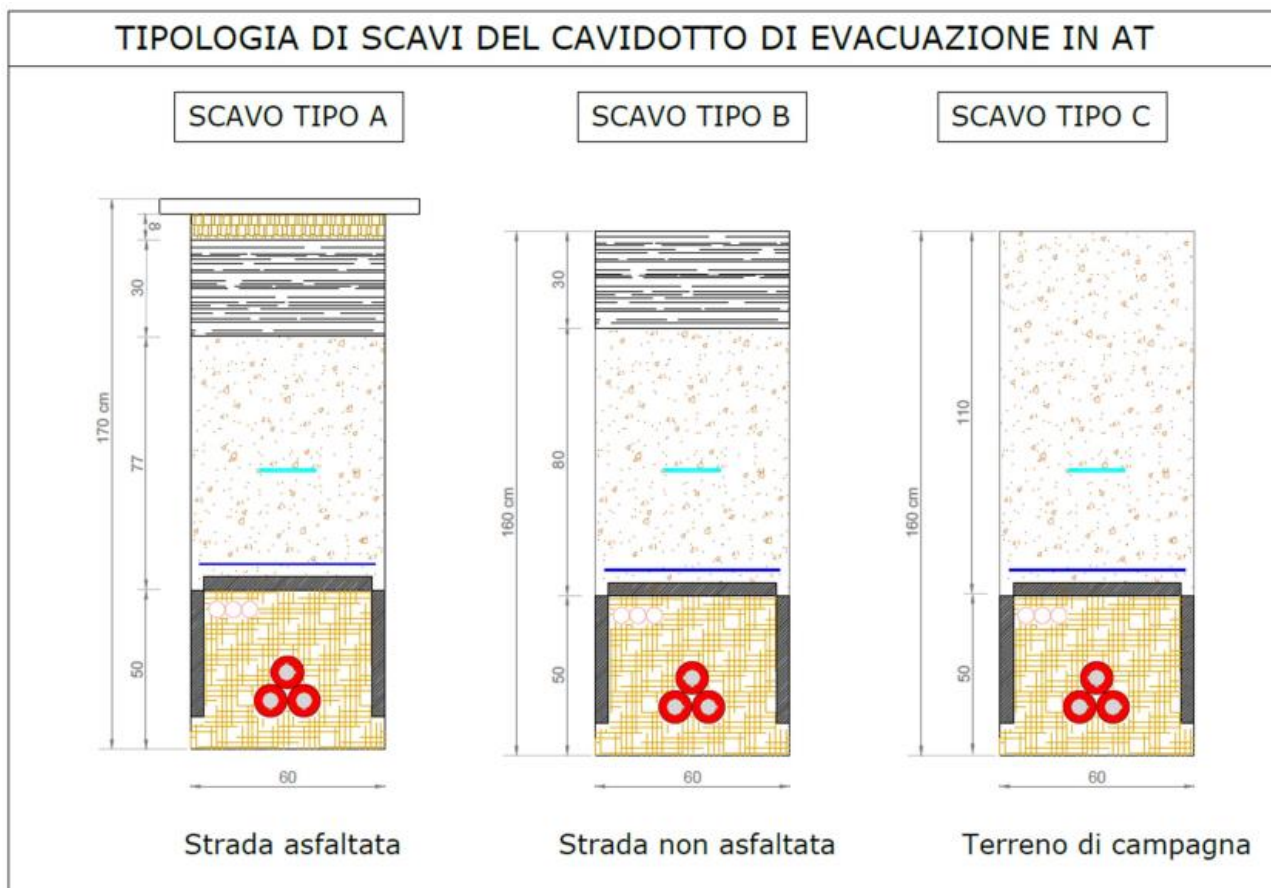 TIPOLOGIA DI SCAVI DEL CAVIDOTTO DI EVACUAZIONE IN AT
SCAVO TIPO A
SCAVO TIPO B
SCAVO TIPO C
170 cm
8
30
77
50
60
160 cm
30
80
50
60
160 cm
110
50
60
Strada asfaltata
Strada non asfaltata
Terreno di campagna